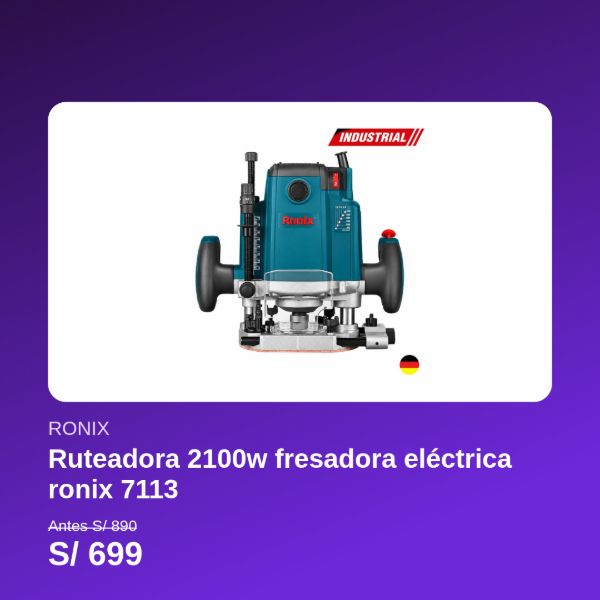 INDUSTRIAL
Ronix
RONIX
Ruteadora 2100w fresadora eléctrica
ronix 7113
Antes S/ 890
S/ 699